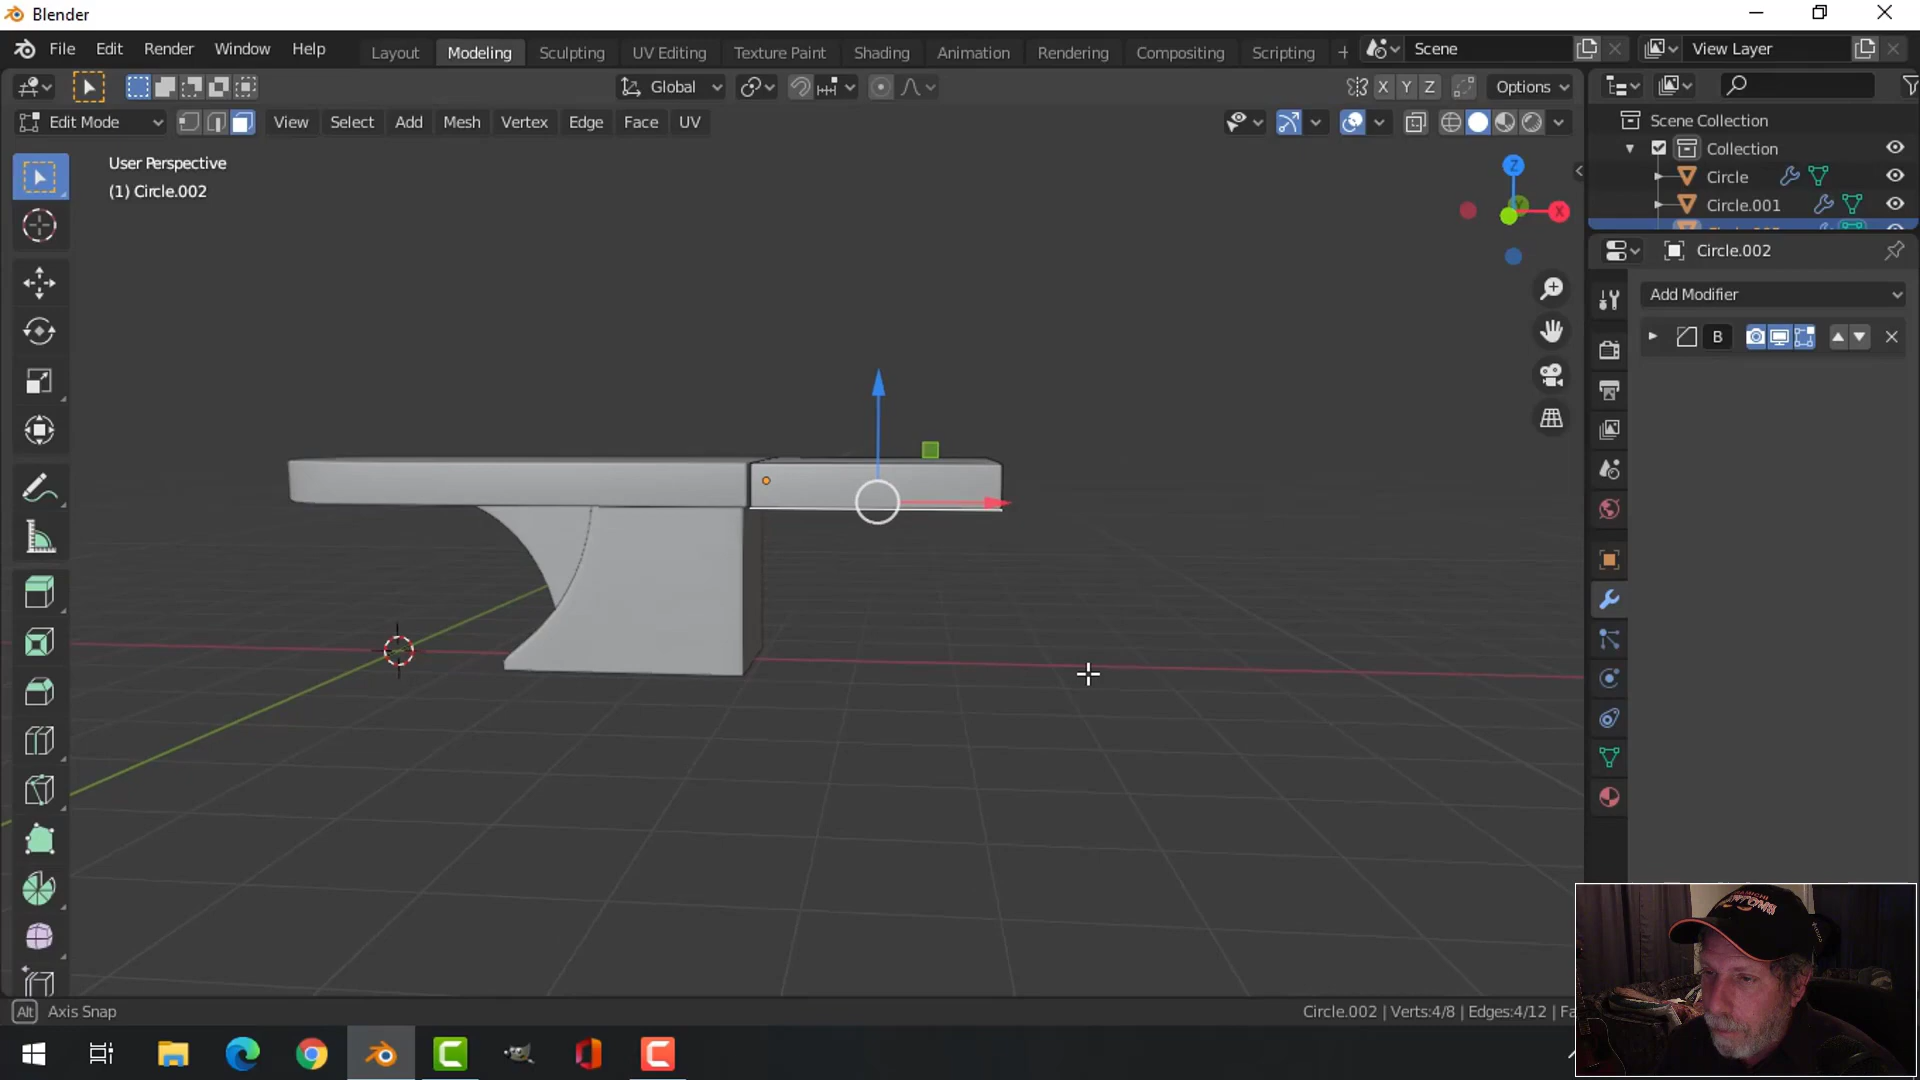 Blender
File Edit Render Window Help Layout Modeling Sculpting UV Editing Texture Paint Shading Animation Rendering Compositing Scripting + Scene View Layer
Global X Y Z Options
Edit Mode View Select Add Mesh Vertex Edge Face UV
User Perspective
(1) Circle.002
Z
X
Scene Collection
Collection
Circle
Circle.001
Circle.002
Add Modifier
B
Alt Axis Snap
Circle.002 | Verts:4/8 | Edges:4/12 | Fa